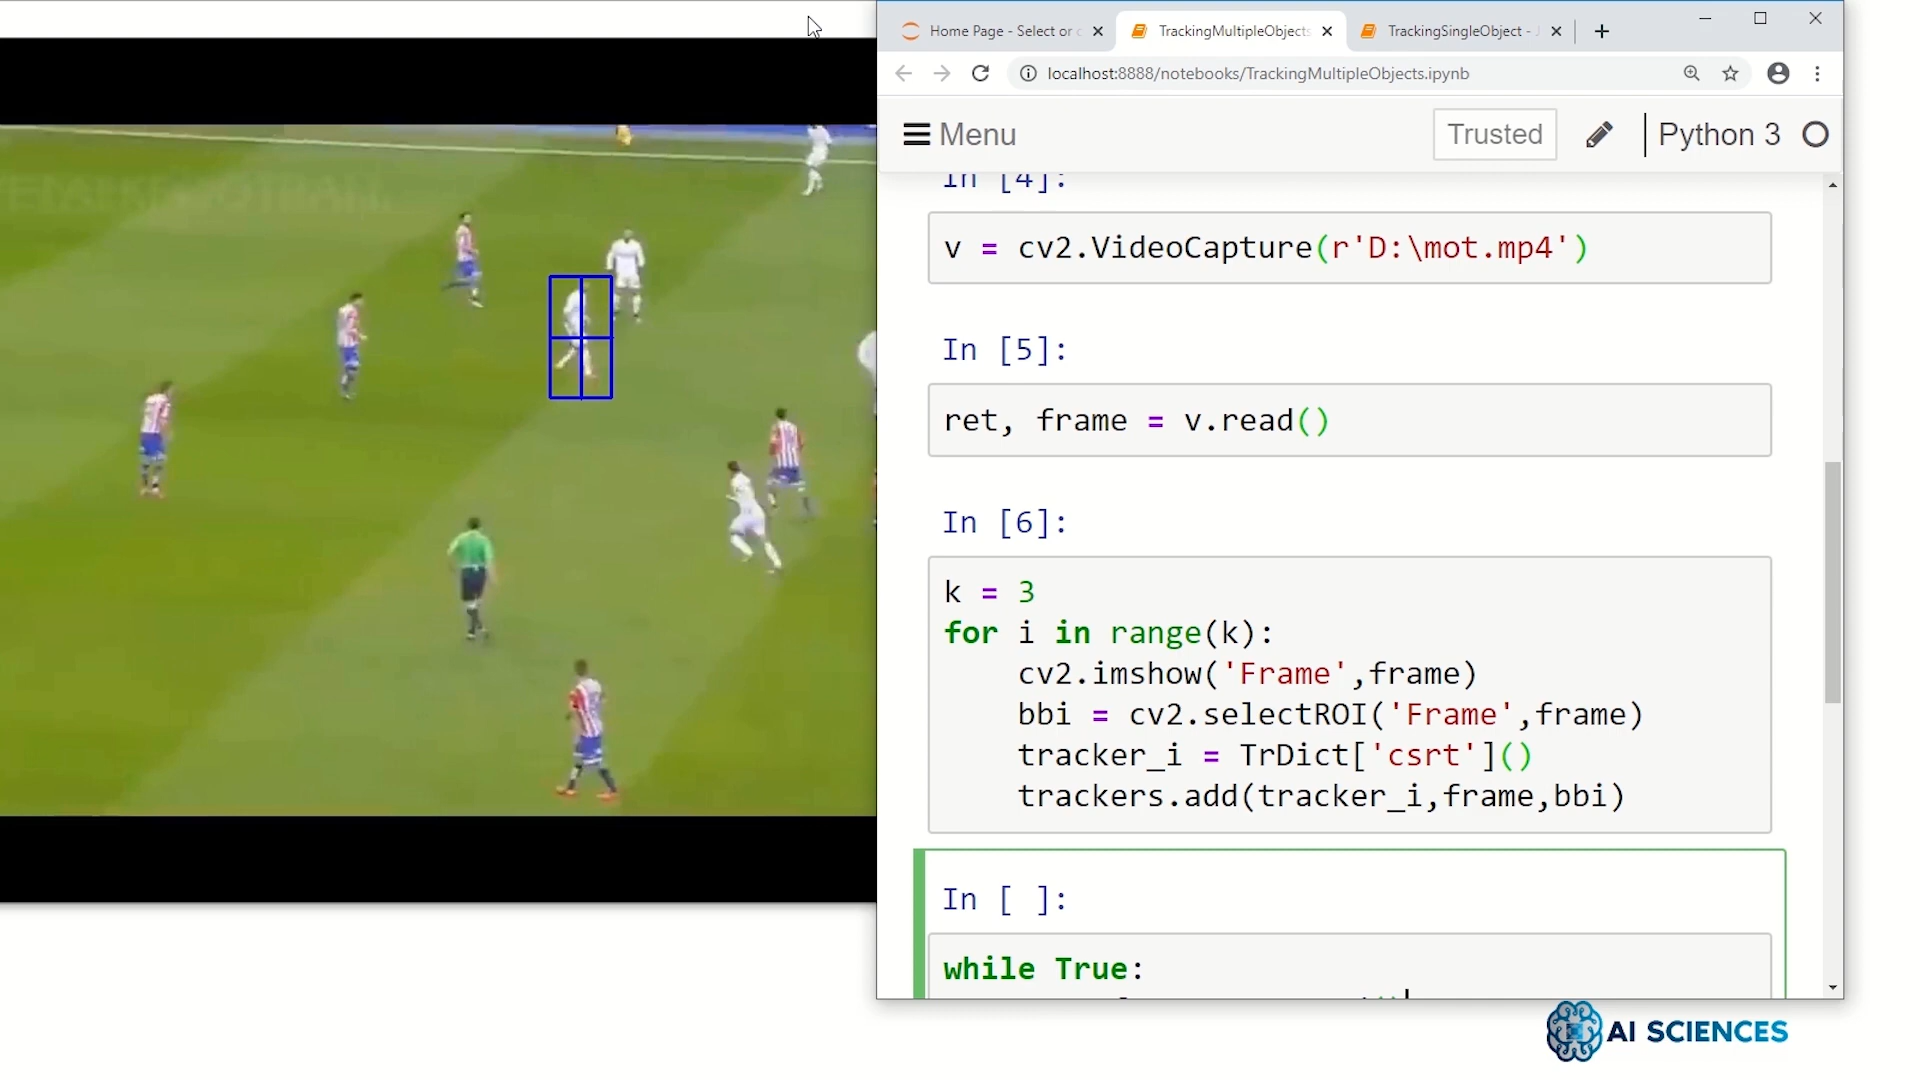 Home Page - Select or c
TrackingMultipleObjects
TrackingSingleObject - J
localhost:8888/notebooks/TrackingMultipleObjects.ipynb
Menu
Trusted
Python 3
In [4]:
v = cv2.VideoCapture(r'D:\mot.mp4')
In [5]:
ret, frame = v.read()
In [6]:
k = 3
for i in range(k):
    cv2.imshow('Frame',frame)
    bbi = cv2.selectROI('Frame',frame)
    tracker_i = TrDict['csrt']()
    trackers.add(tracker_i,frame,bbi)
In [ ]:
while True:
AI SCIENCES